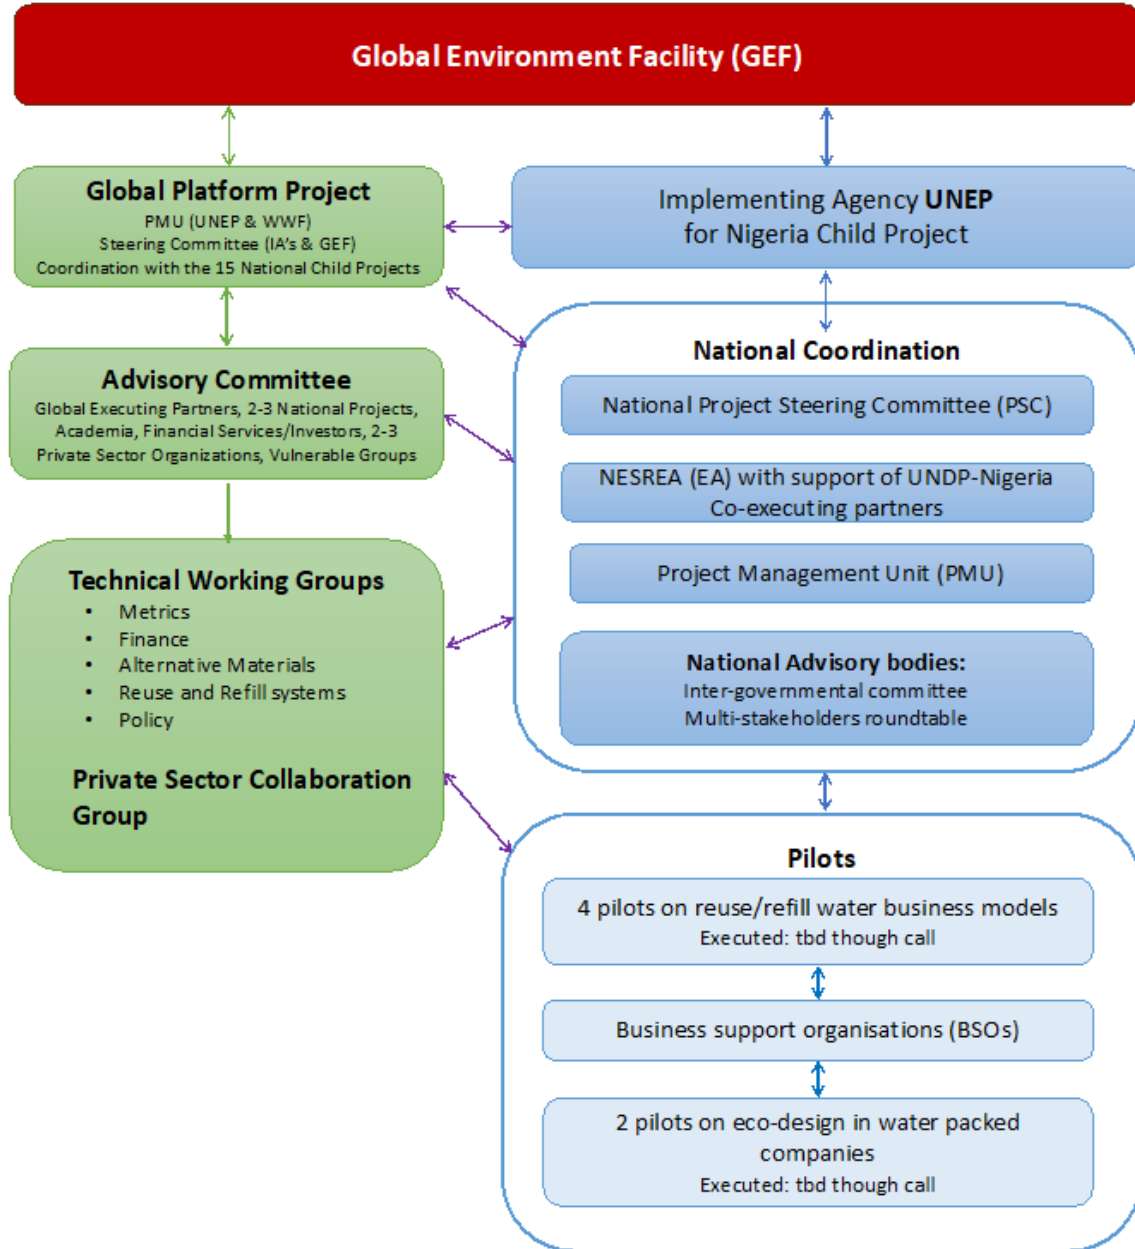 Global Environment Facility (GEF)
Global Platform Project
PMU (UNEP & WWF)
Steering Committee (IA's & GEF)
Coordination with the 15 National Child Projects
Implementing Agency UNEP
for Nigeria Child Project
Advisory Committee
Global Executing Partners, 2-3 National Projects,
Academia, Financial Services/Investors, 2-3
Private Sector Organizations, Vulnerable Groups
Technical Working Groups
• Metrics
• Finance
• Alternative Materials
• Reuse and Refill systems
• Policy
Private Sector Collaboration
Group
National Coordination
National Project Steering Committee (PSC)
NESREA (EA) with support of UNDP-Nigeria
Co-executing partners
Project Management Unit (PMU)
National Advisory bodies:
Inter-governmental committee
Multi-stakeholders roundtable
Pilots
4 pilots on reuse/refill water business models
Executed: tbd though call
Business support organisations (BSOs)
2 pilots on eco-design in water packed
companies
Executed: tbd though call